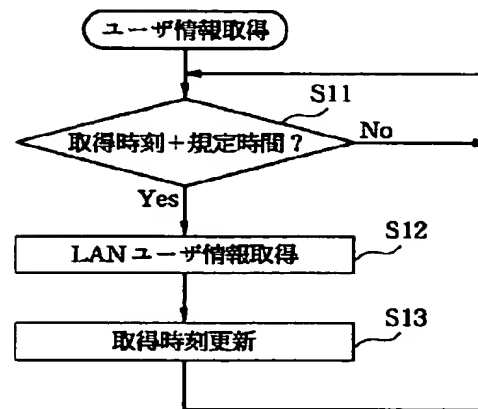 ユーザ情報取得
S11
取得時刻+規定時間?
No
Yes
S12
LANユーザ情報取得
S13
取得時刻更新